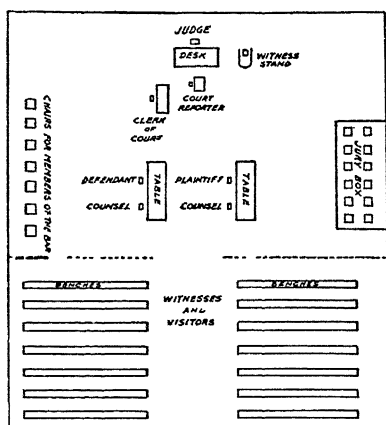 JUDGE
DESK
WITNESS
STAND
COURT
REPORTER
CLERK
OF
COURT
CHAIRS FOR MEMBERS OF THE BAR
JURY BOX
DEFENDANT
TABLE
PLAINTIFF
TABLE
COUNSEL
COUNSEL
BENCHES
BENCHES
WITNESSES
AND
VISITORS